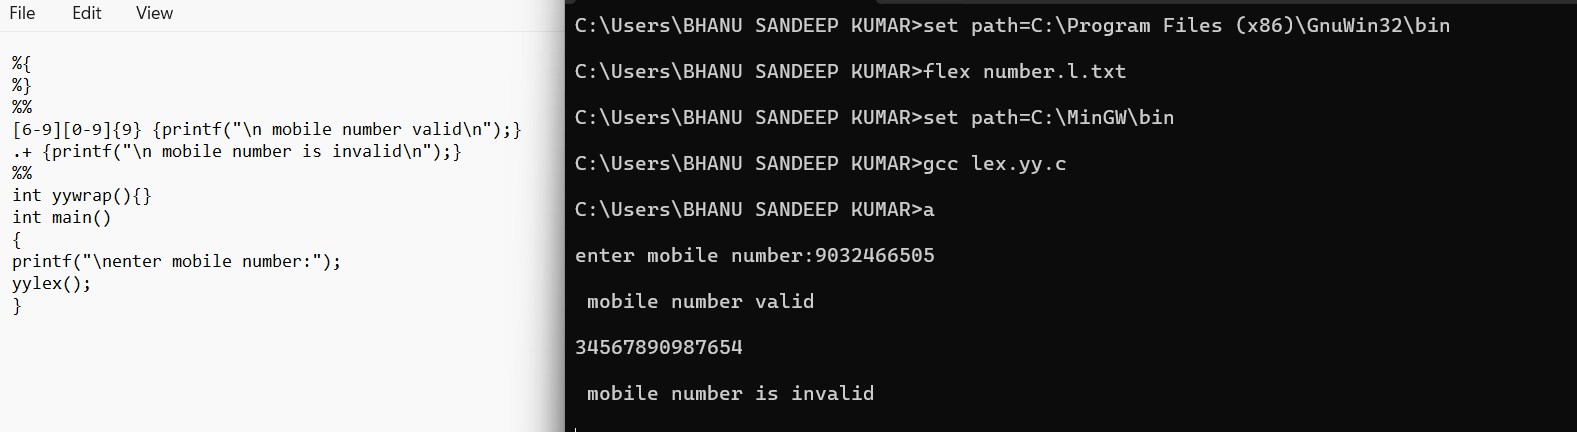 File Edit View
%{
%}
%%
[6-9][0-9]{9} {printf("\n mobile number valid\n");}
.+ {printf("\n mobile number is invalid\n");}
%%
int yywrap(){}
int main()
{
printf("\nenter mobile number:");
yylex();
}
C:\Users\BHANU SANDEEP KUMAR>set path=C:\Program Files (x86)\GnuWin32\bin
C:\Users\BHANU SANDEEP KUMAR>flex number.l.txt
C:\Users\BHANU SANDEEP KUMAR>set path=C:\MinGW\bin
C:\Users\BHANU SANDEEP KUMAR>gcc lex.yy.c
C:\Users\BHANU SANDEEP KUMAR>a
enter mobile number:9032466505
mobile number valid
34567890987654
mobile number is invalid